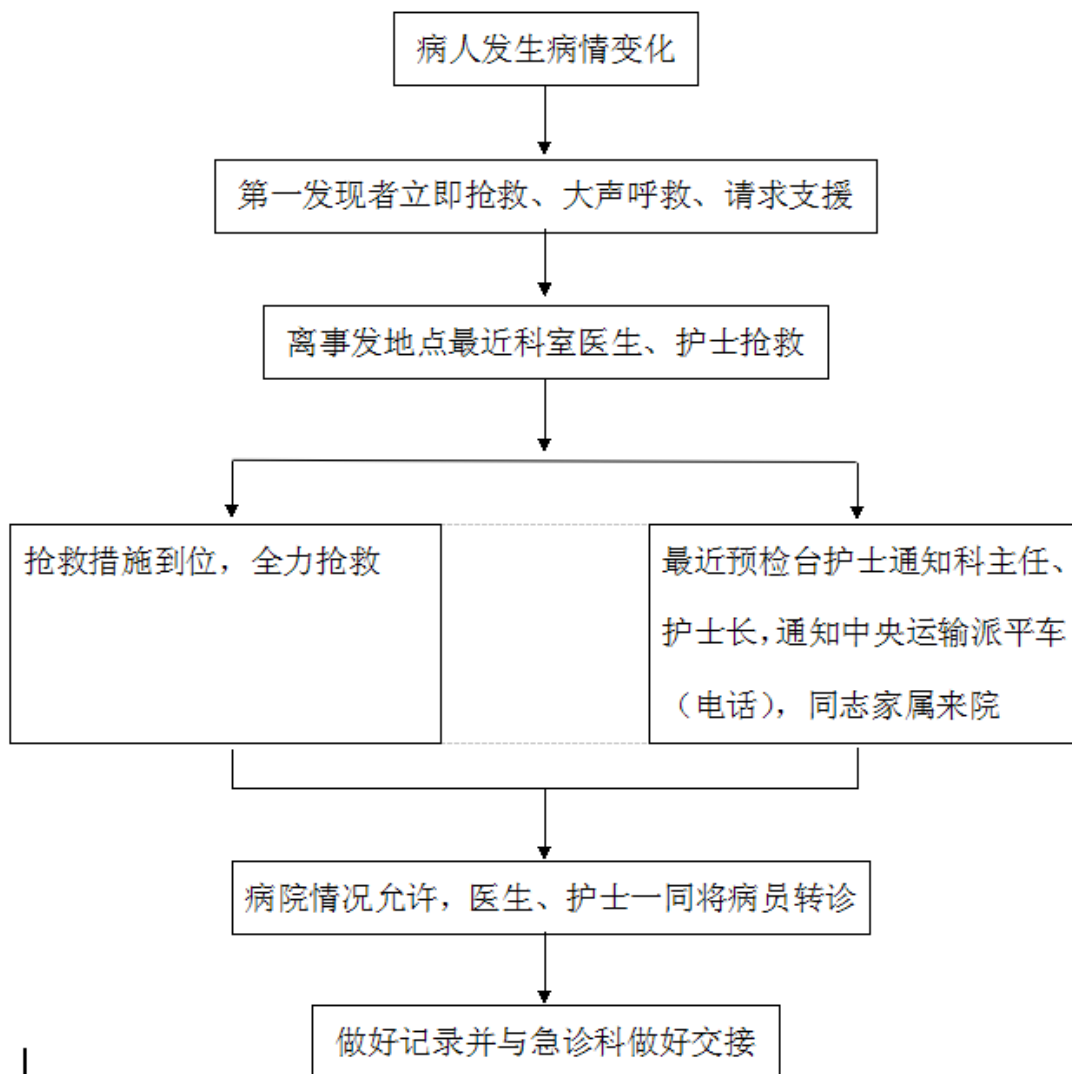 病人发生病情变化
第一发现者立即抢救、大声呼救、请求支援
离事发地点最近科室医生、护士抢救
抢救措施到位，全力抢救
最近预检台护士通知科主任、
护士长，通知中央运输派平车
（电话），同志家属来院
病院情况允许，医生、护士一同将病员转诊
做好记录并与急诊科做好交接